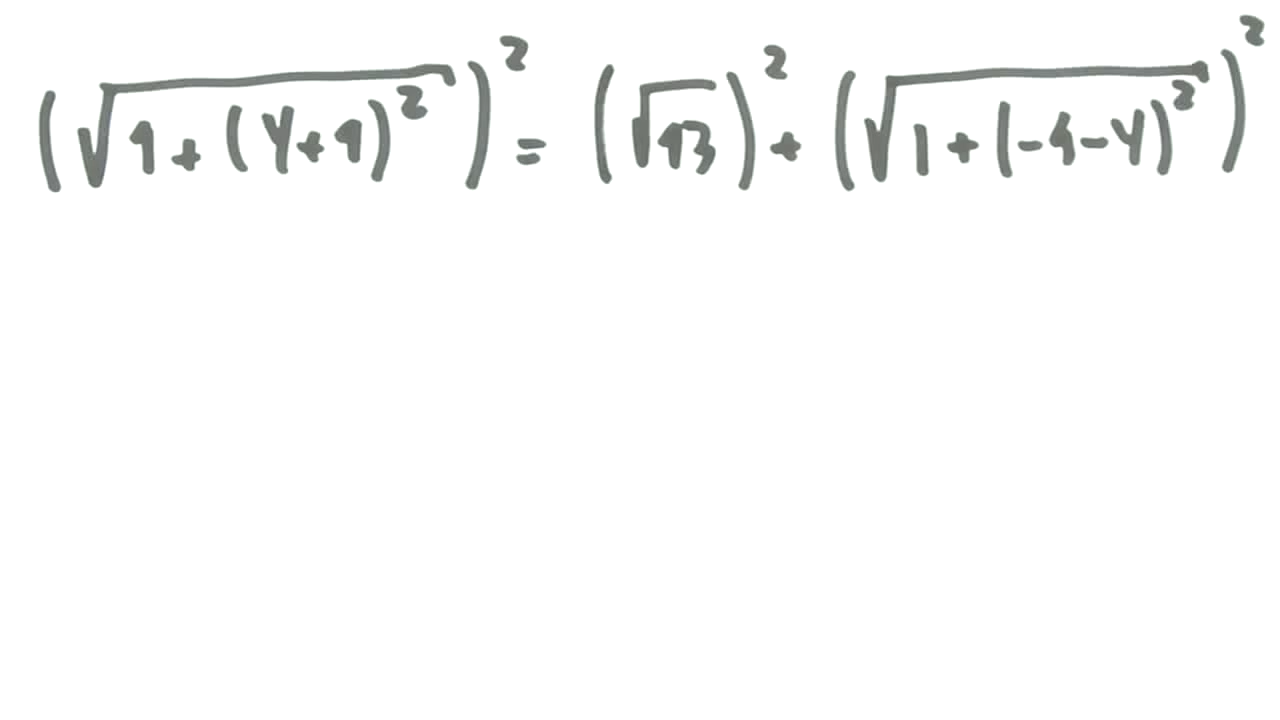 (√(1 + (y+1)²))² = (√13)² + (√(1 + (-4-y)²))²